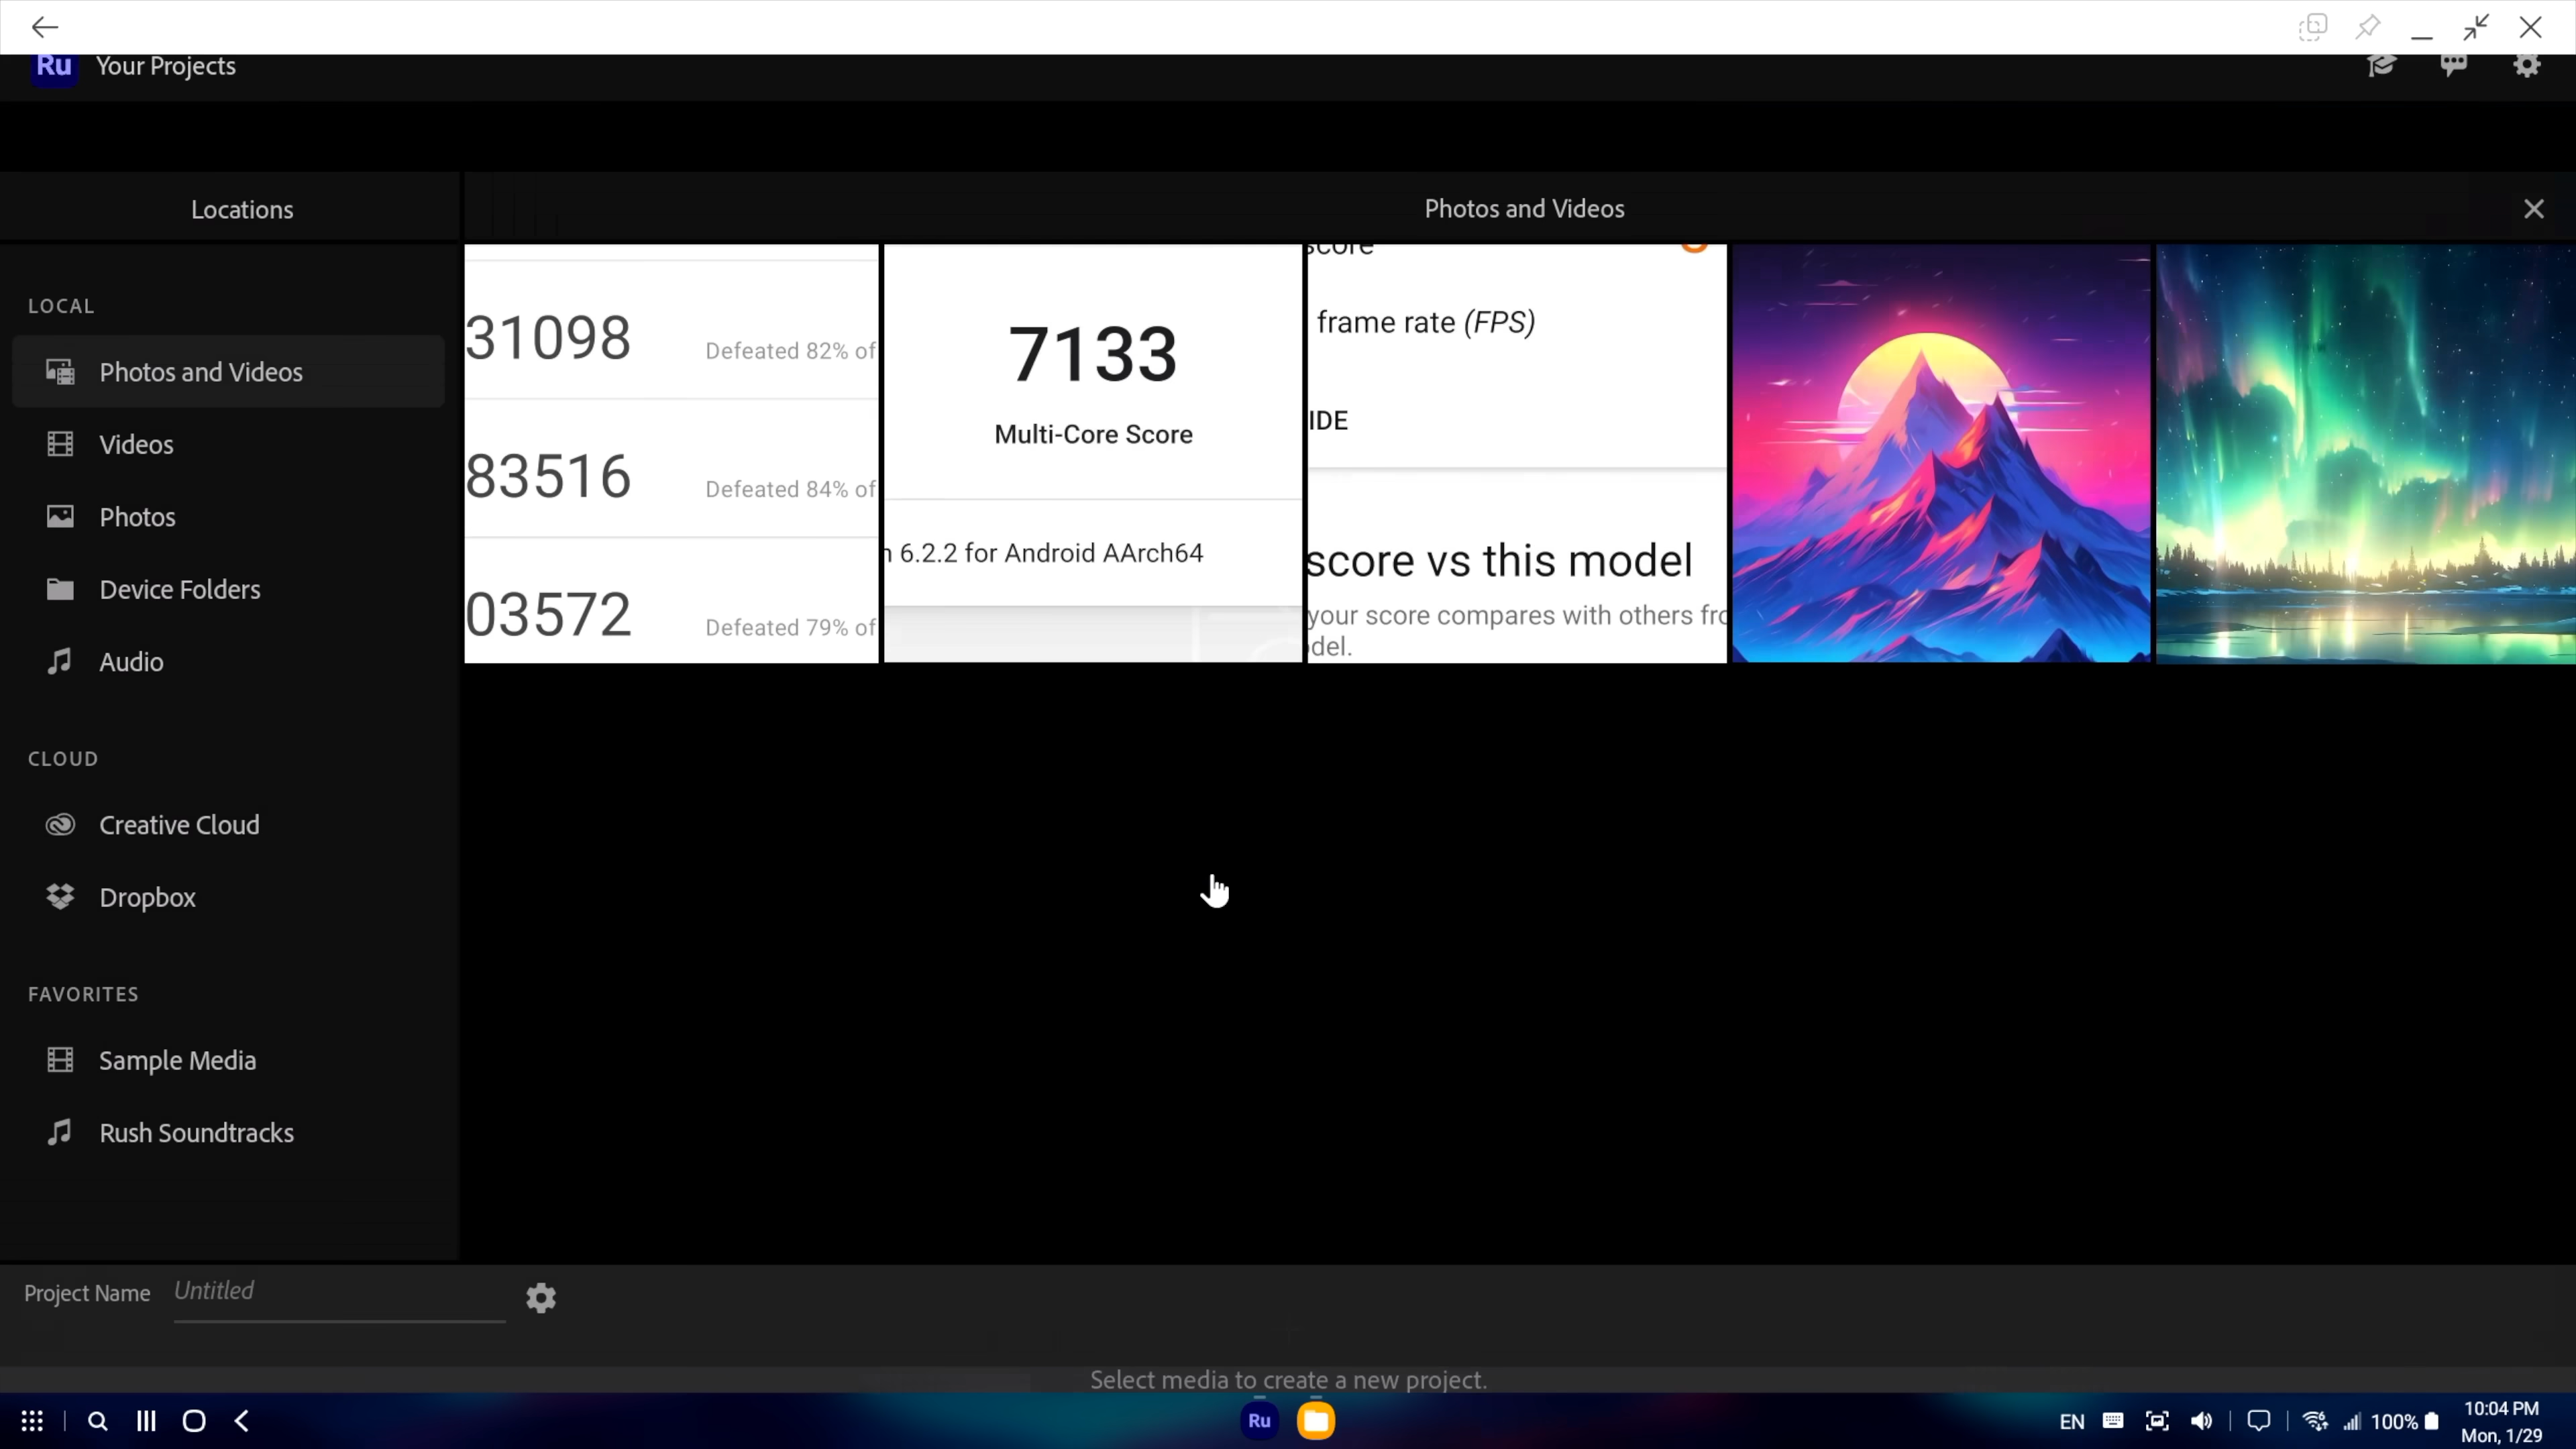 Ru Your Projects
Locations
Photos and Videos
LOCAL
Photos and Videos
Videos
Photos
Device Folders
Audio
CLOUD
Creative Cloud
Dropbox
FAVORITES
Sample Media
Rush Soundtracks
31098 Defeated 82% of
83516 Defeated 84% of
03572 Defeated 79% of
7133
Multi-Core Score
6.2.2 for Android AArch64
score
frame rate (FPS)
IDE
score vs this model
your score compares with others fro
del.
Project Name Untitled
Select media to create a new project.
Ru
EN
100%
10:04 PM
Mon, 1/29